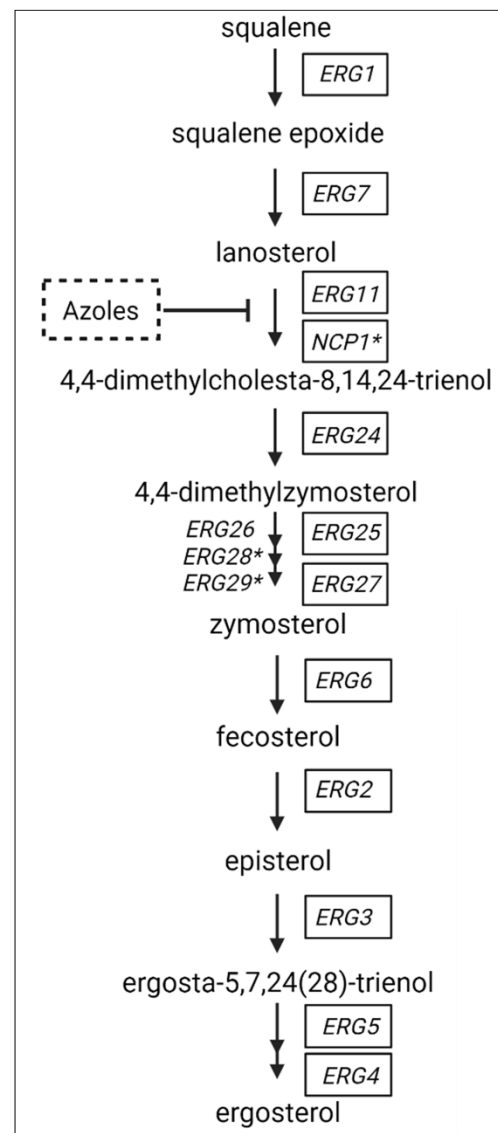 squalene
ERG1
squalene epoxide
ERG7
lanosterol
Azoles
ERG11
NCP1*
4,4-dimethylcholesta-8,14,24-trienol
ERG24
4,4-dimethylzymosterol
ERG26
ERG25
ERG28*
ERG29*
ERG27
zymosterol
ERG6
fecosterol
ERG2
episterol
ERG3
ergosta-5,7,24(28)-trienol
ERG5
ERG4
ergosterol